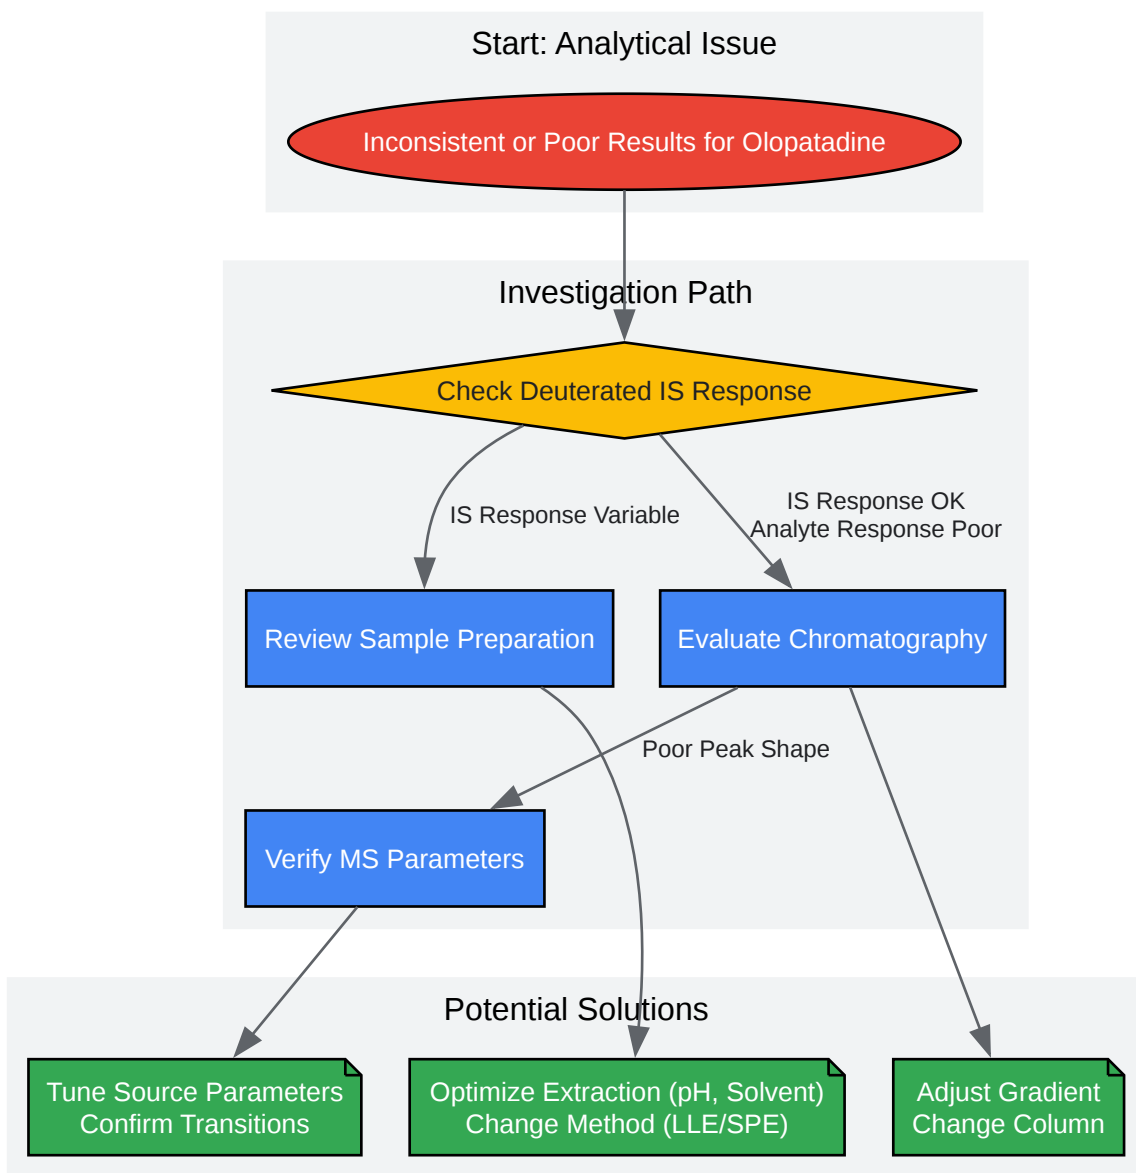 Start: Analytical Issue
Inconsistent or Poor Results for Olopatadine
Investigation Path
Check Deuterated IS Response
IS Response Variable
IS Response OK
Analyte Response Poor
Review Sample Preparation
Evaluate Chromatography
Poor Peak Shape
Verify MS Parameters
Potential Solutions
Tune Source Parameters
Confirm Transitions
Optimize Extraction (pH, Solvent)
Change Method (LLE/SPE)
Adjust Gradient
Change Column